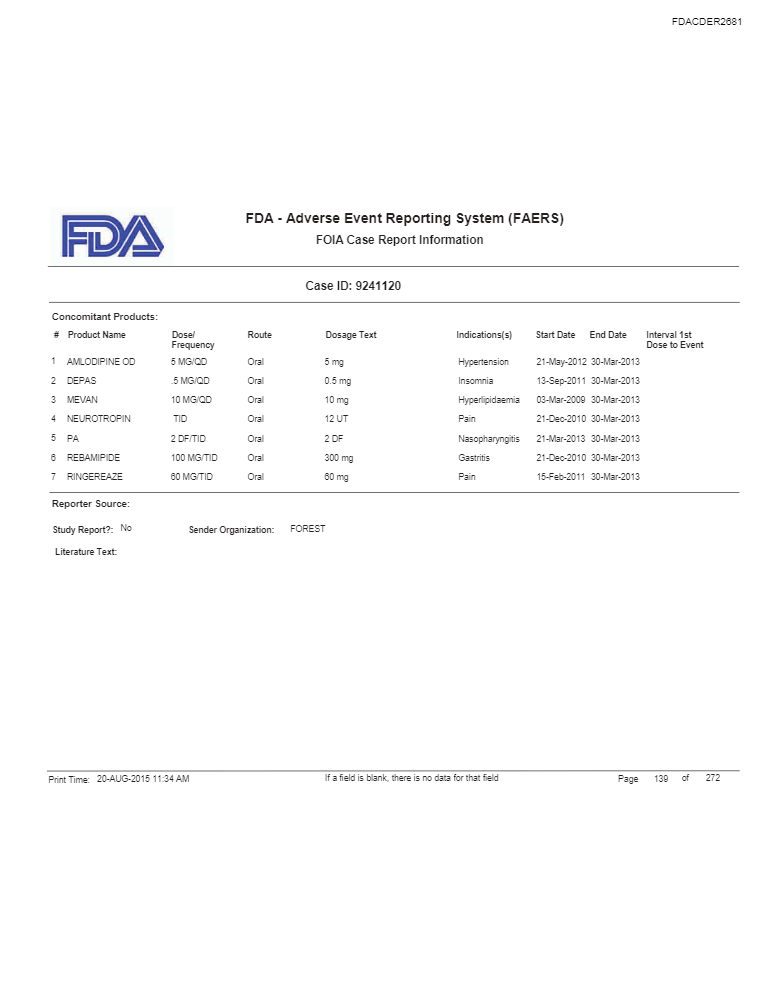 FDACDER2681
FDA
FDA - Adverse Event Reporting System (FAERS)
FOIA Case Report Information
Case ID: 9241120
Concomitant Products:
# Product Name Dose/ Frequency Route Dosage Text Indications(s) Start Date End Date Interval 1st Dose to Event
1 AMLODIPINE OD 5 MG/QD Oral 5 mg Hypertension 21-May-2012 30-Mar-2013
2 DEPAS .5 MG/QD Oral 0.5 mg Insomnia 13-Sep-2011 30-Mar-2013
3 MEVAN 10 MG/QD Oral 10 mg Hyperlipidaemia 03-Mar-2009 30-Mar-2013
4 NEUROTROPIN TID Oral 12 UT Pain 21-Dec-2010 30-Mar-2013
5 PA 2 DF/TID Oral 2 DF Nasopharyngitis 21-Mar-2013 30-Mar-2013
6 REBAMIPIDE 100 MG/TID Oral 300 mg Gastritis 21-Dec-2010 30-Mar-2013
7 RINGEREAZE 60 MG/TID Oral 60 mg Pain 15-Feb-2011 30-Mar-2013
Reporter Source:
Study Report?: No Sender Organization: FOREST
Literature Text:
Print Time: 20-AUG-2015 11:34 AM If a field is blank, there is no data for that field Page 139 of 272